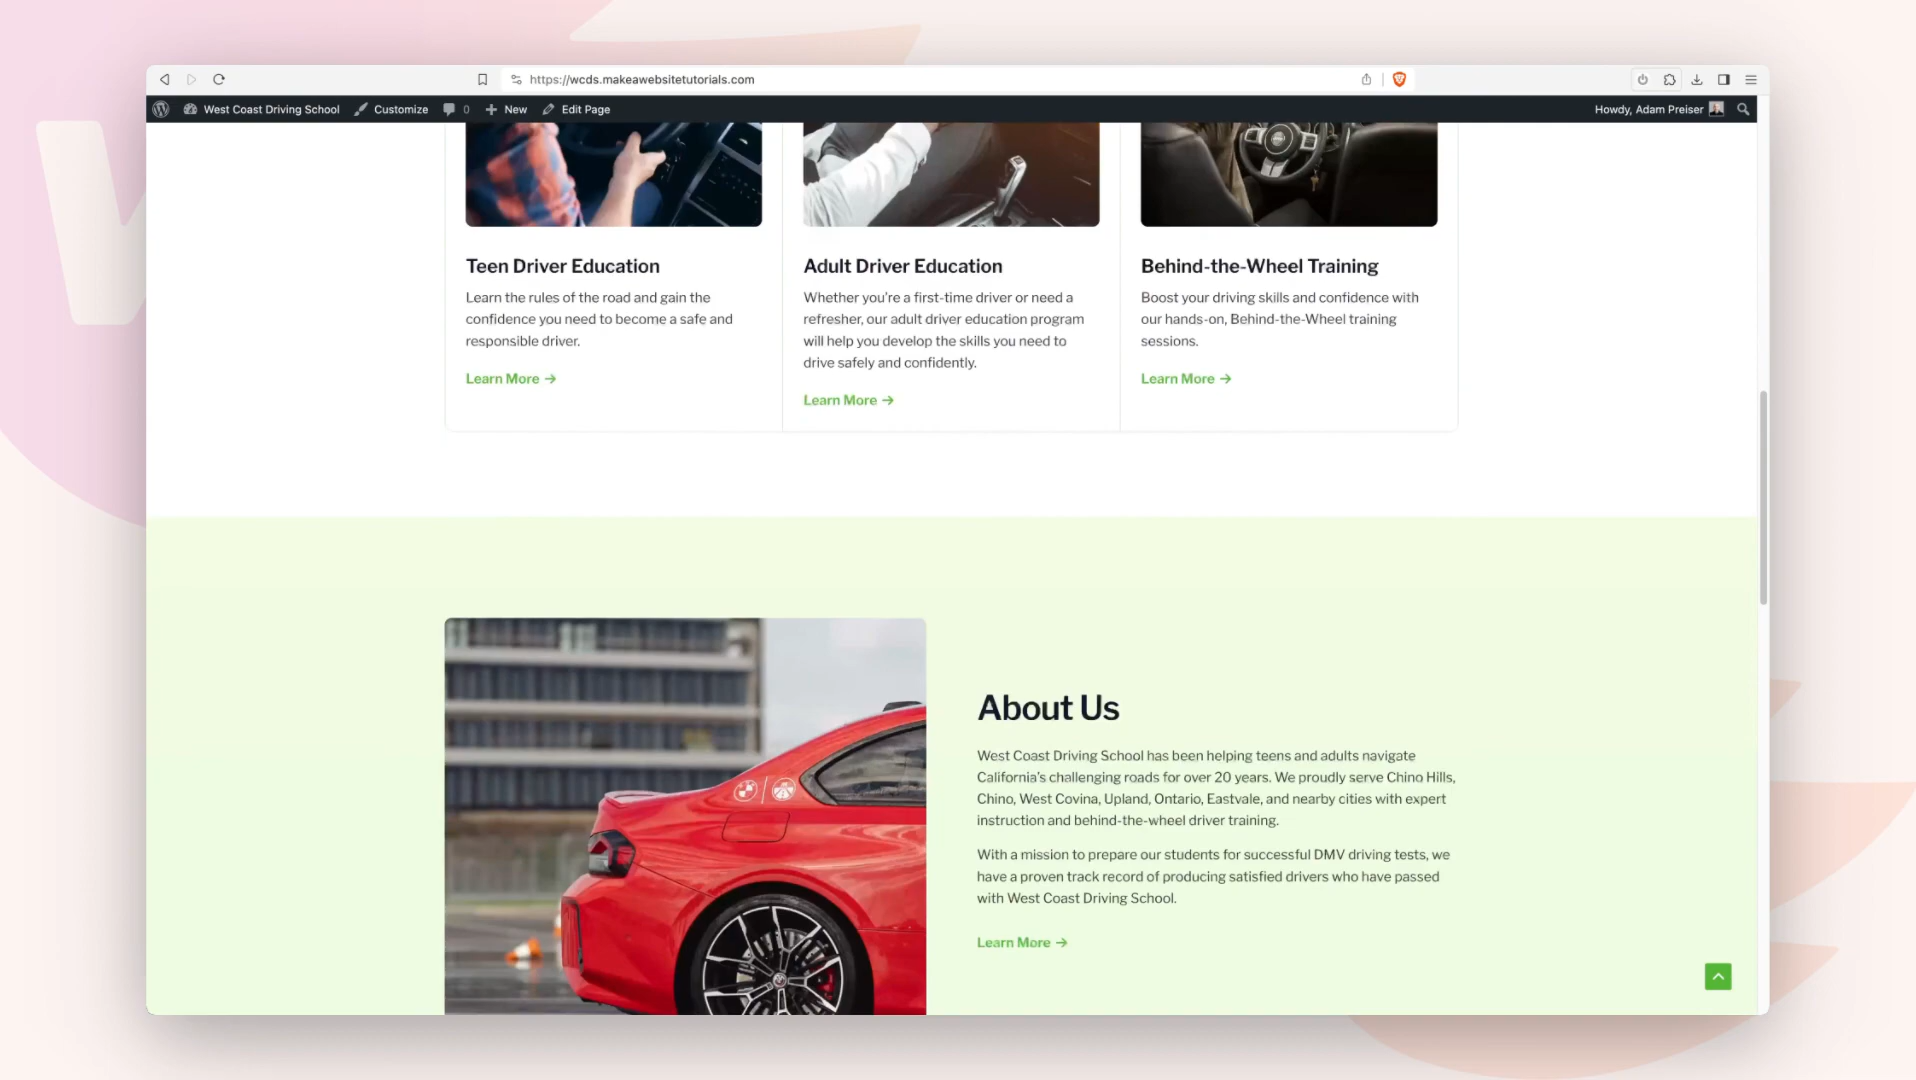 https://wcds.makeawebsitetutorials.com
West Coast Driving School Customize 0 New Edit Page Howdy, Adam Preiser
Teen Driver Education
Learn the rules of the road and gain the
confidence you need to become a safe and
responsible driver.
Learn More →
Adult Driver Education
Whether you're a first-time driver or need a
refresher, our adult driver education program
will help you develop the skills you need to
drive safely and confidently.
Learn More →
Behind-the-Wheel Training
Boost your driving skills and confidence with
our hands-on, Behind-the-Wheel training
sessions.
Learn More →
About Us
West Coast Driving School has been helping teens and adults navigate
California's challenging roads for over 20 years. We proudly serve Chino Hills,
Chino, West Covina, Upland, Ontario, Eastvale, and nearby cities with expert
instruction and behind-the-wheel driver training.
With a mission to prepare our students for successful DMV driving tests, we
have a proven track record of producing satisfied drivers who have passed
with West Coast Driving School.
Learn More →